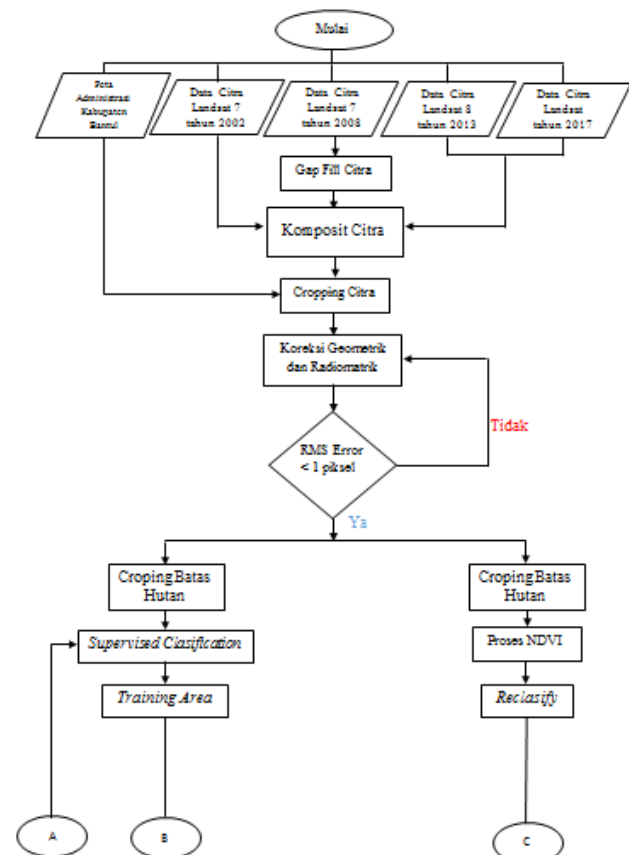 Mulai
Peta
Administrasi
Kabupaten
Bantul
Data Citra
Landsat 7
tahun 2002
Data Citra
Landsat 7
tahun 2008
Data Citra
Landsat 8
tahun 2013
Data Citra
Landsat
tahun 2017
Gap Fill Citra
Komposit Citra
Cropping Citra
Koreksi Geometrik
dan Radiomatrik
RMS Error
< 1 piksel
Tidak
Ya
Croping Batas
Hutan
Croping Batas
Hutan
Supervised Clasification
Proses NDVI
Training Area
Reclasify
A
B
C